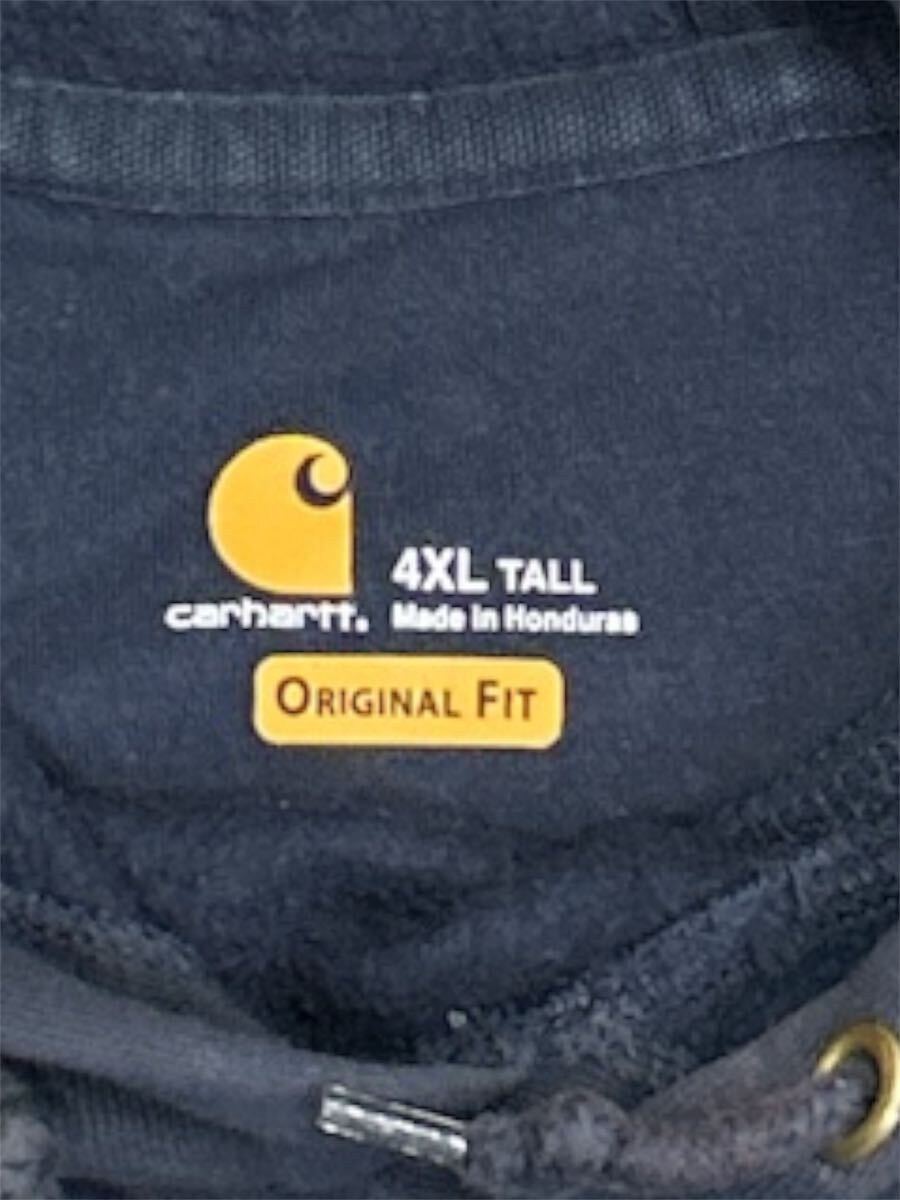 4XL TALL
carhartt. Made in Honduras
ORIGINAL FIT